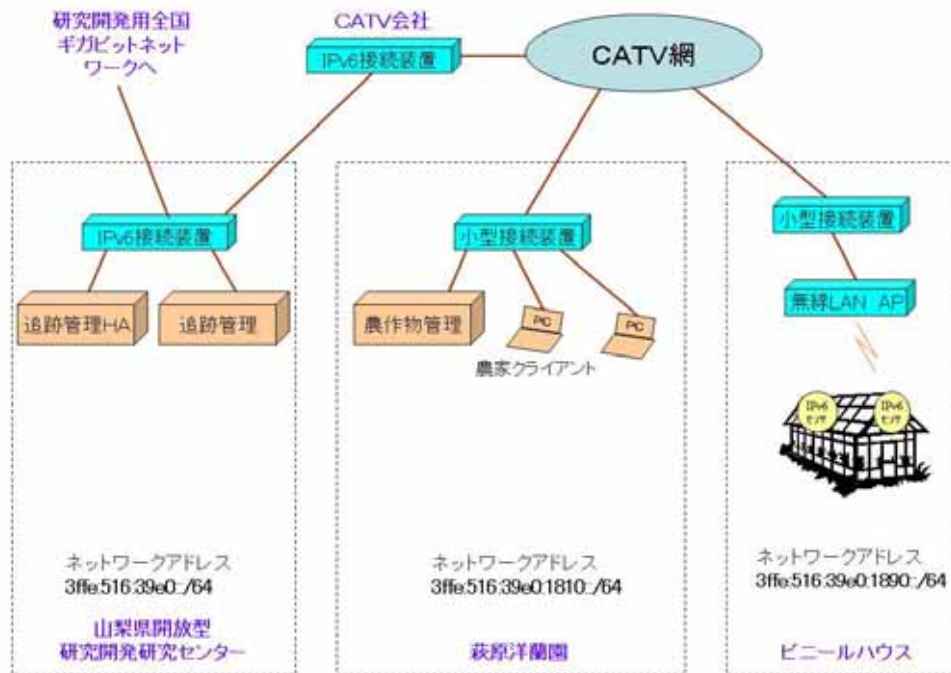 研究開発用全国
ギガビットネット
ワークへ
CATV会社
IPv6接続装置
CATV網
IPv6接続装置
追跡管理HA
追跡管理
小型接続装置
農作物管理
PC
PC
農家クライアント
小型接続装置
無線LAN AP
IPv6
センサ
IPv6
センサ
ネットワークアドレス
3ffe:516:39e0::/64
山梨県開放型
研究開発研究センター
ネットワークアドレス
3ffe:516:39e0:1810::/64
萩原洋蘭園
ネットワークアドレス
3ffe:516:39e0:1890::/64
ビニールハウス